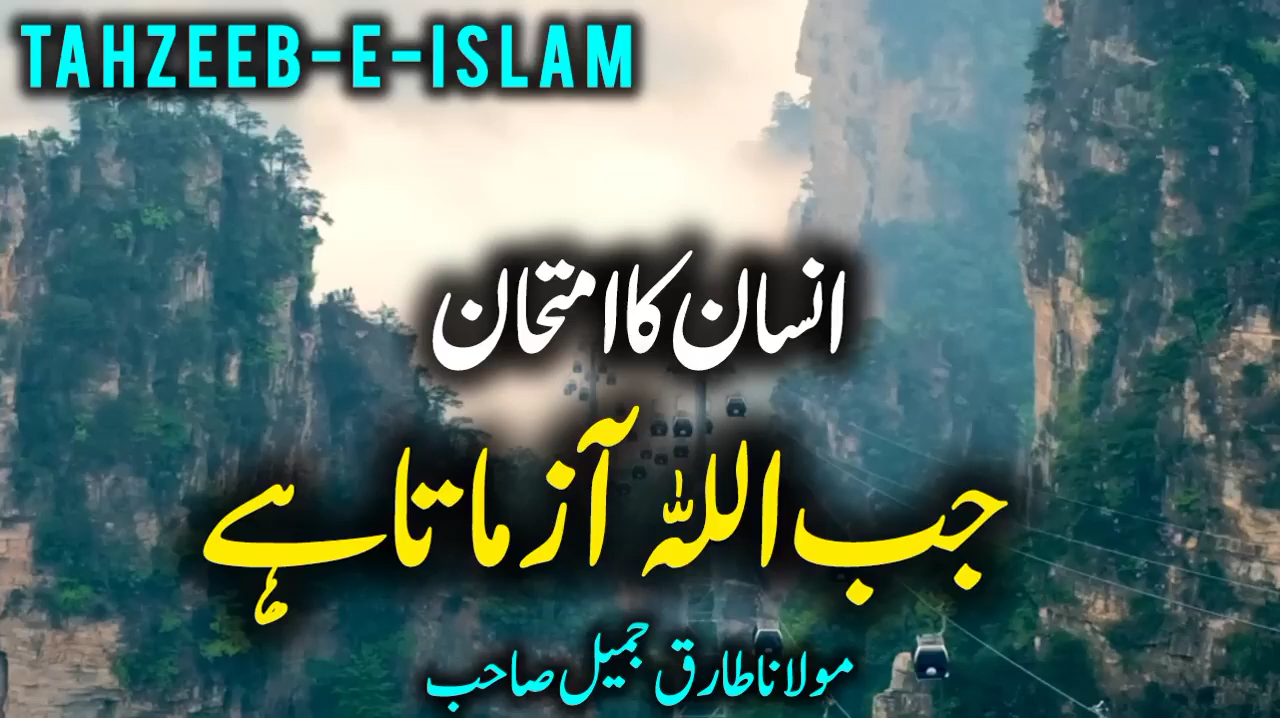 TAHZEEB-E-ISLAM
انسان کا امتحان
جب اللہ آزماتا ہے
مولانا طارق جمیل صاحب